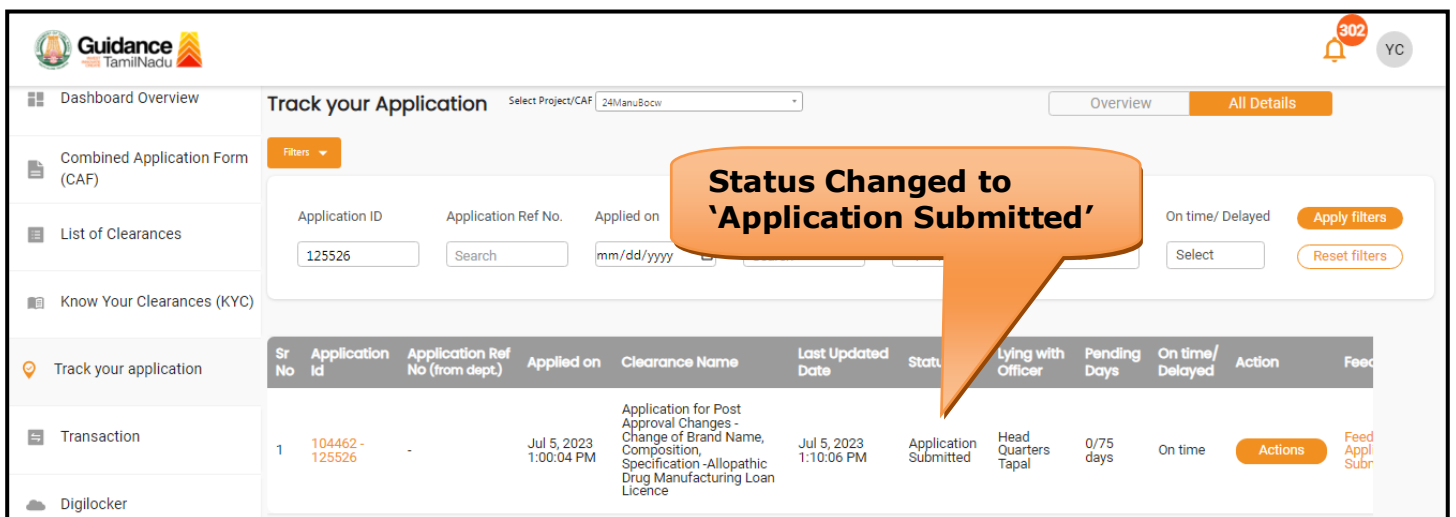 302
Guidance
TamilNadu
YC
Dashboard Overview
Track your Application
Select Project/CAF
24ManuBocw
Overview
All Details
Combined Application Form
(CAF)
Filters
Status Changed to
‘Application Submitted’
Application ID
Application Ref No.
Applied on
On time/ Delayed
Apply filters
List of Clearances
125526
Search
mm/dd/yyyy
Select
Reset filters
Know Your Clearances (KYC)
Track your application
Sr
No
Application
Id
Application Ref
No (from dept.)
Applied on
Clearance Name
Last Updated
Date
Statu
Lying with
Officer
Pending
Days
On time/
Delayed
Action
Feed
Transaction
1
104462 -
125526
-
Jul 5, 2023
1:00:04 PM
Application for Post
Approval Changes -
Change of Brand Name,
Composition,
Specification -Allopathic
Drug Manufacturing Loan
Licence
Jul 5, 2023
1:10:06 PM
Application
Submitted
Head
Quarters
Tapal
0/75
days
On time
Actions
Feed
Appli
Subm
Digilocker